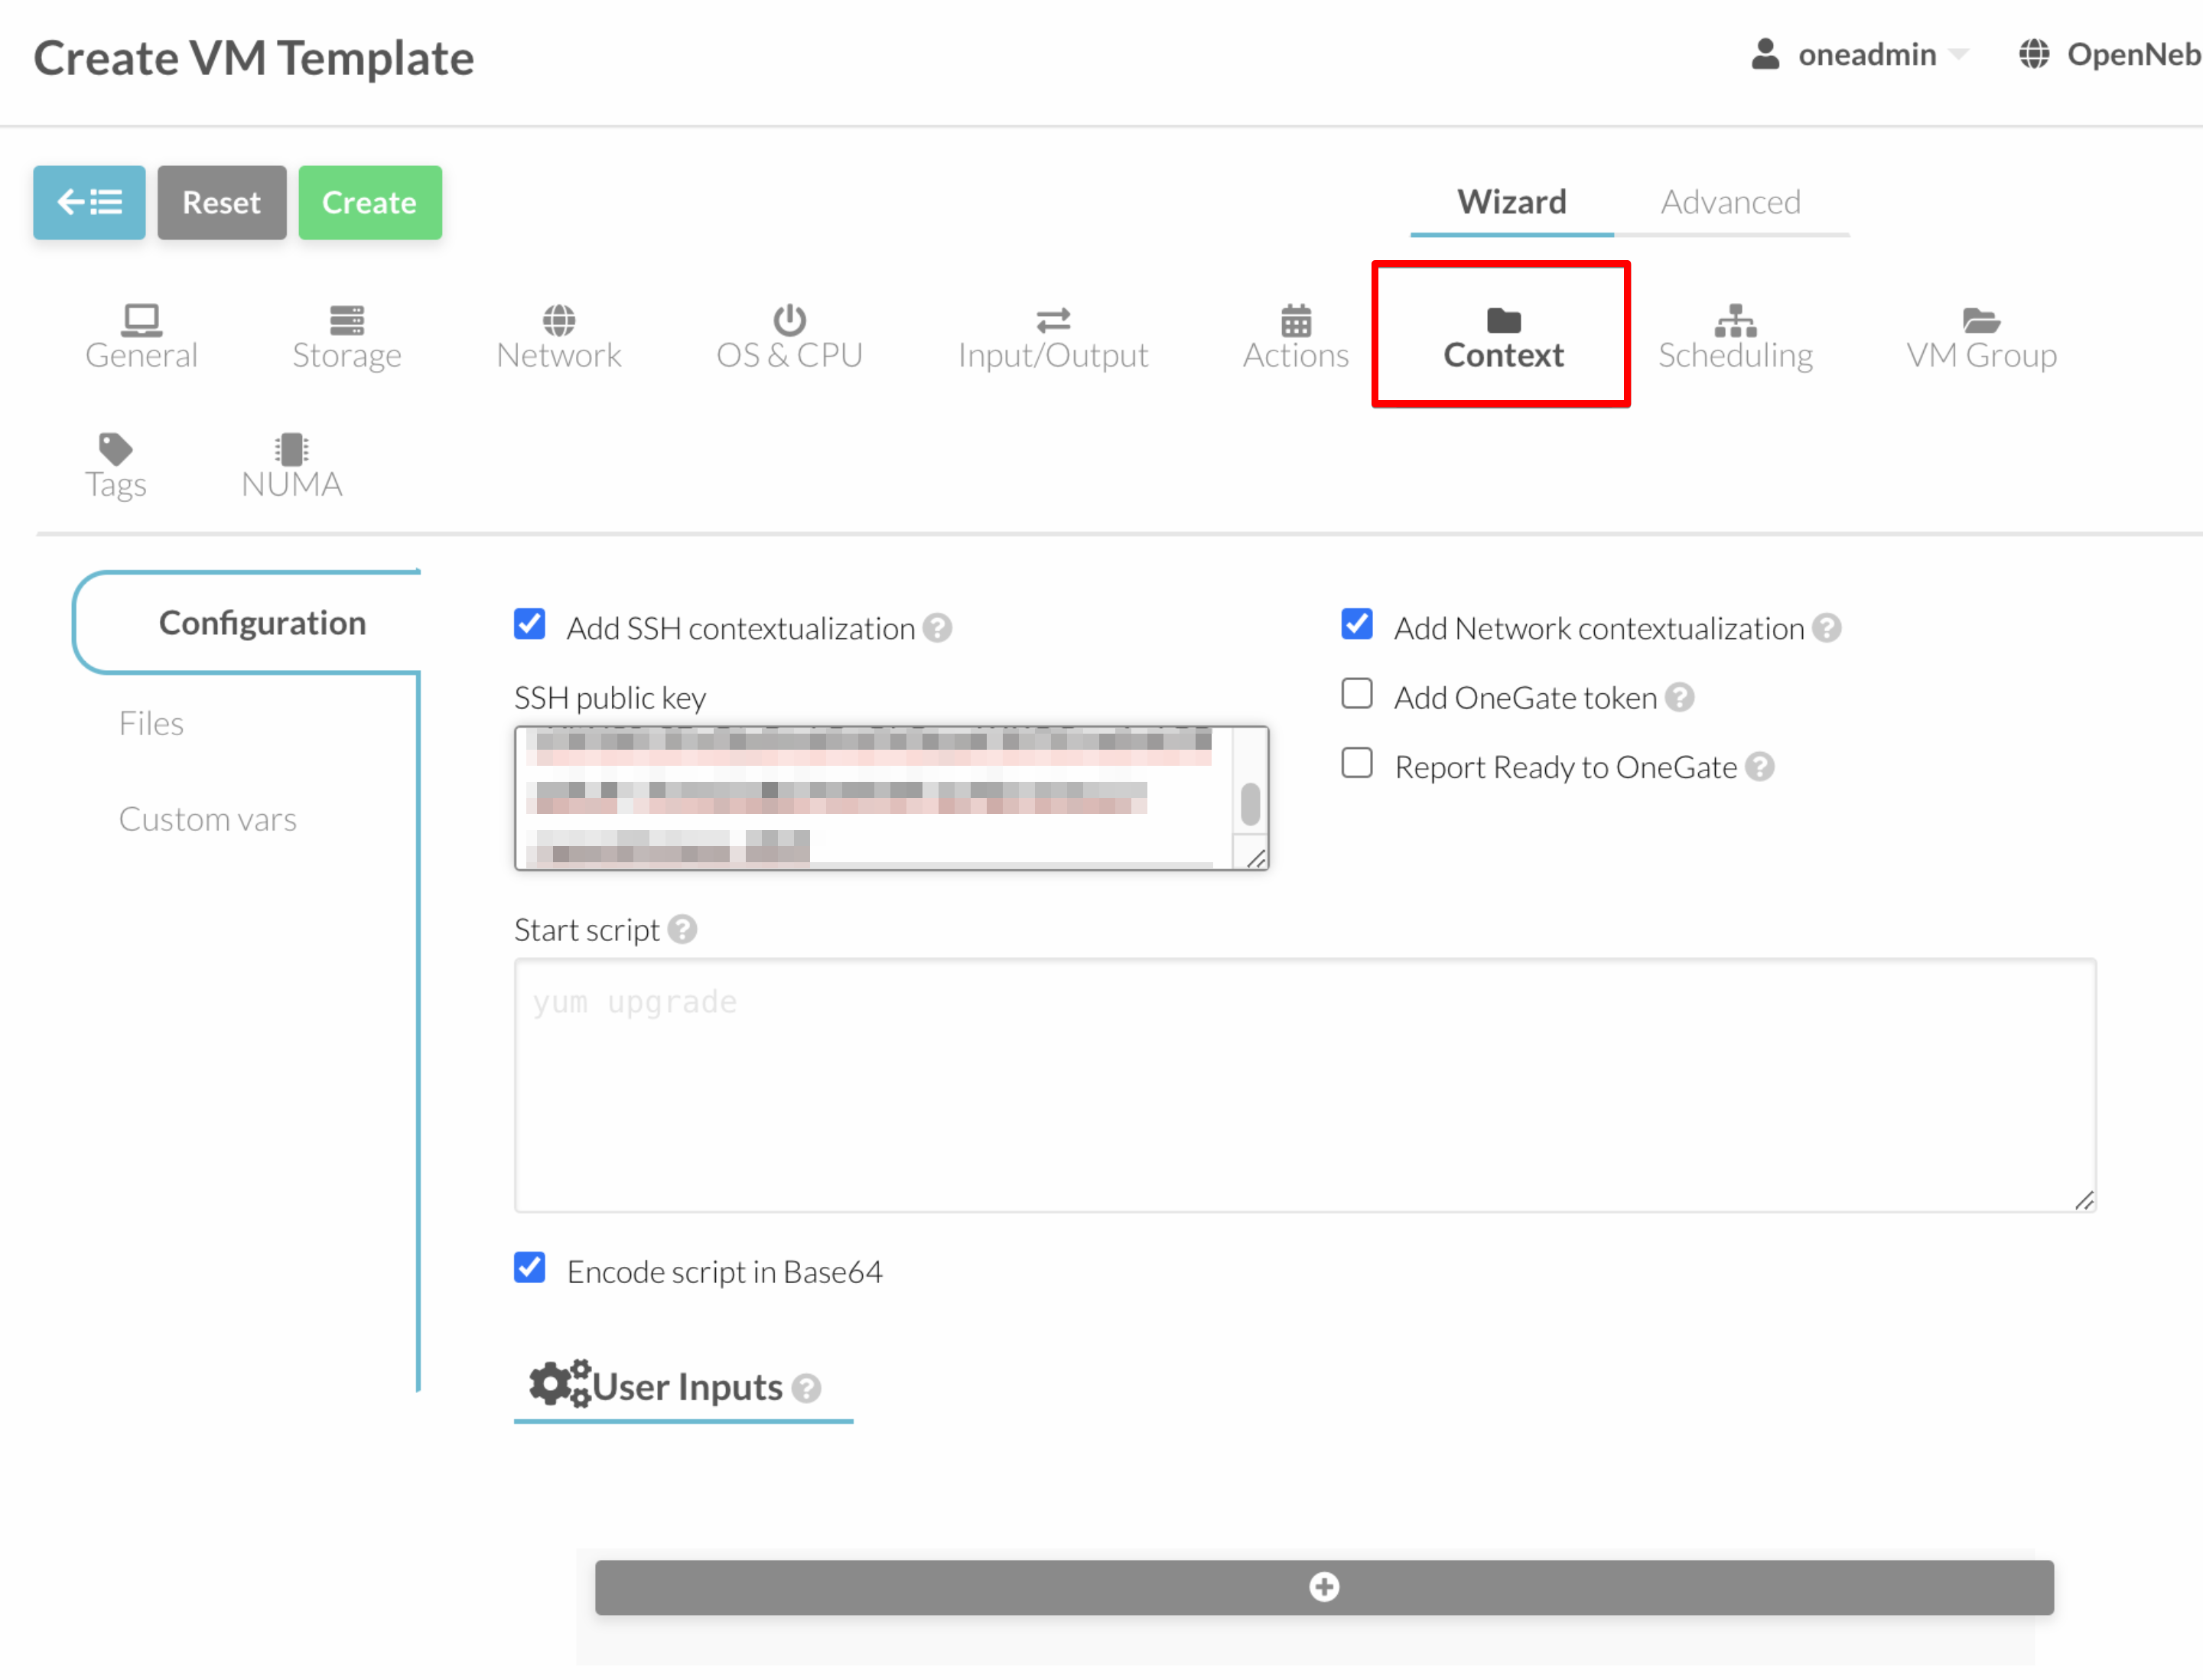 Create VM Template
oneadmin
OpenNeb
Reset
Create
Wizard
Advanced
General
Storage
Network
OS & CPU
Input/Output
Actions
Context
Scheduling
VM Group
Tags
NUMA
Configuration
Files
Custom vars
Add SSH contextualization ?
SSH public key
Add Network contextualization ?
Add OneGate token ?
Report Ready to OneGate ?
Start script ?
yum upgrade
Encode script in Base64
User Inputs ?